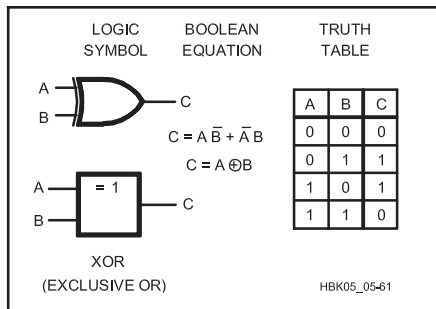 LOGIC SYMBOL
BOOLEAN EQUATION
TRUTH TABLE
A
B
C
C = A B̅ + A̅ B
C = A ⊕ B
A
B
= 1
C
XOR
(EXCLUSIVE OR)
A B C
0 0 0
0 1 1
1 0 1
1 1 0
HBK05_05-61